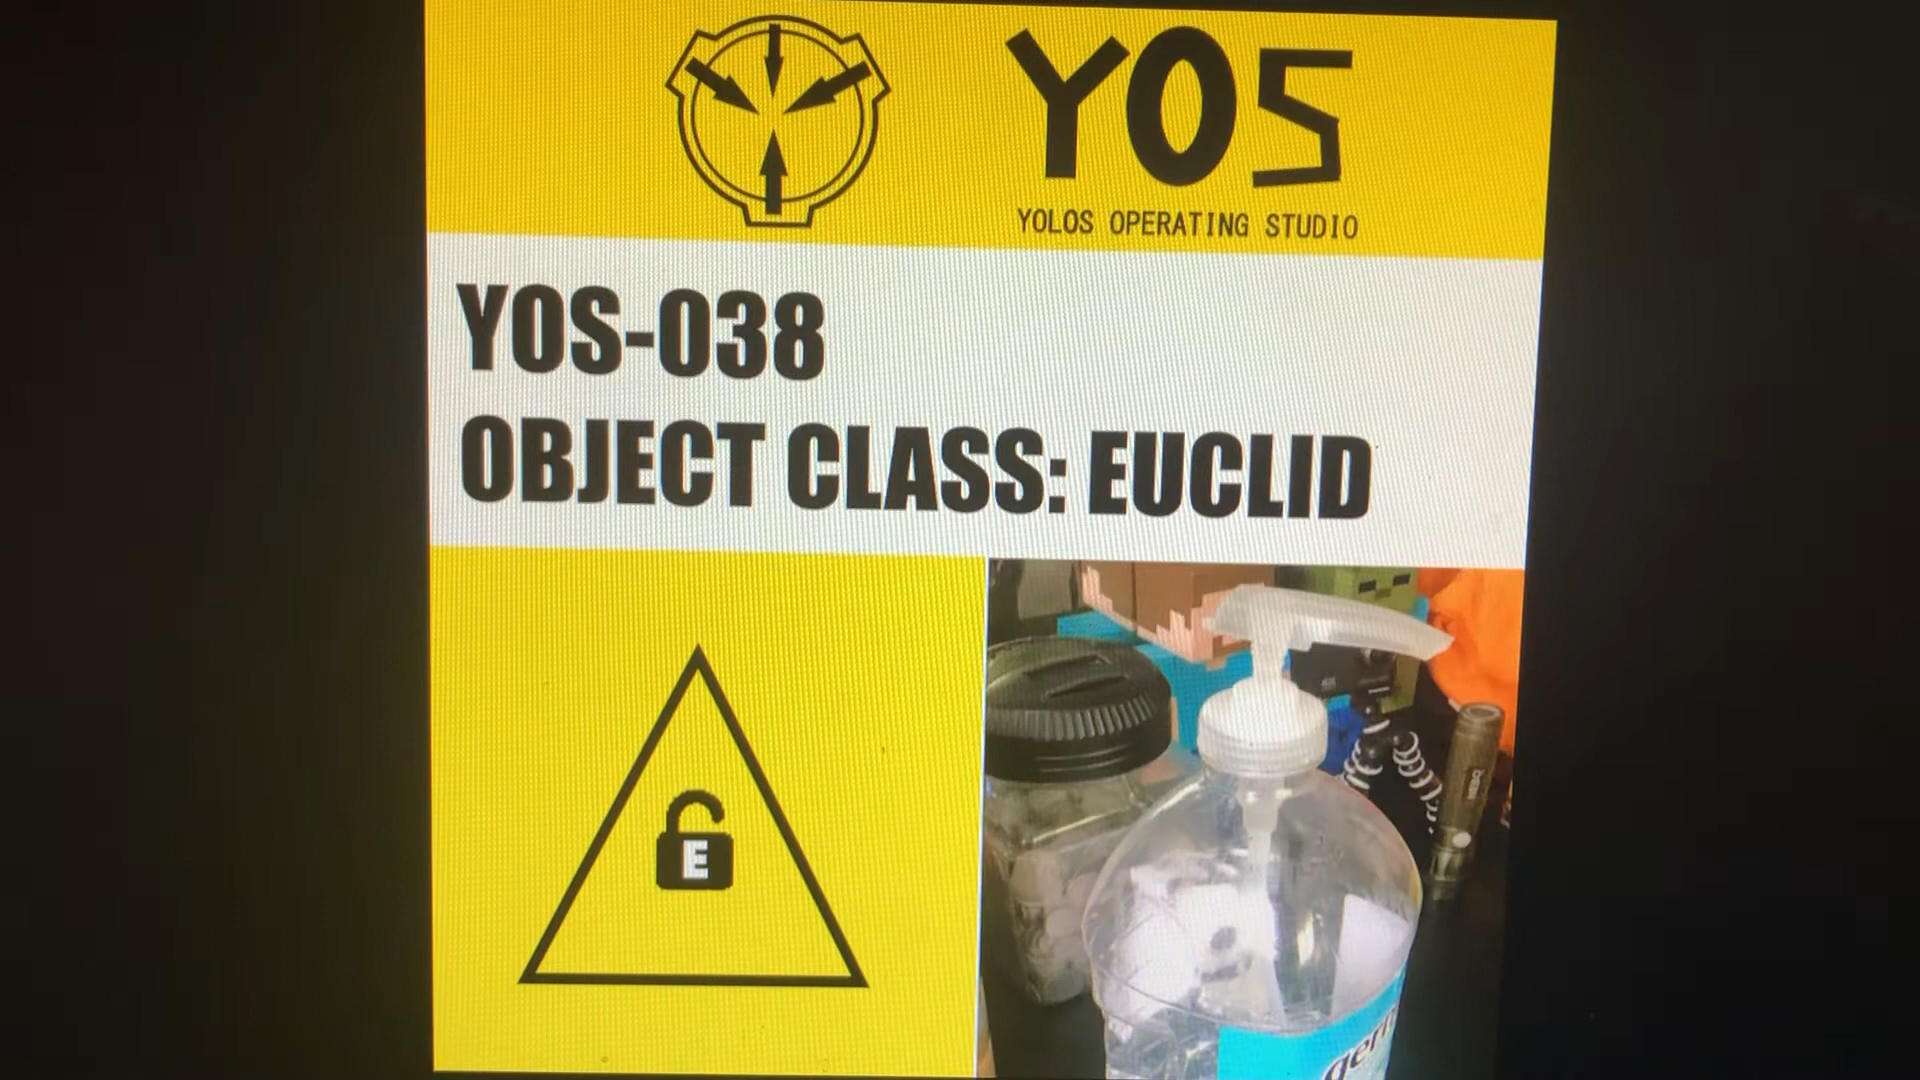 YOS
YOLOS OPERATING STUDIO
YOS-038
OBJECT CLASS: EUCLID
E